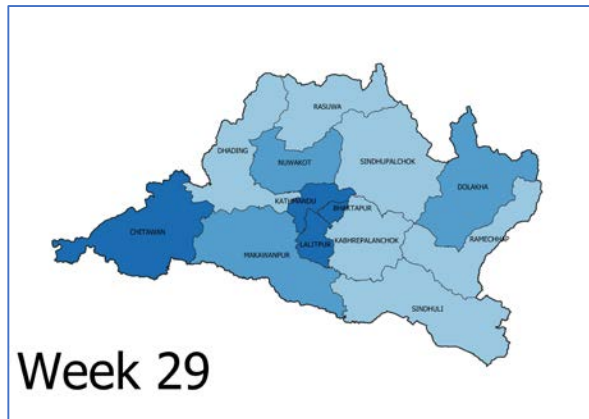 RASUWA
DHADING
NUWAKOT
SINDHUPALCHOK
DOLAKHA
KATHMANDU
BHAKTAPUR
CHITAWAN
LALITPUR
KABHREPALANCHOK
RAMECHHAP
MAKAWANPUR
SINDHULI
Week 29